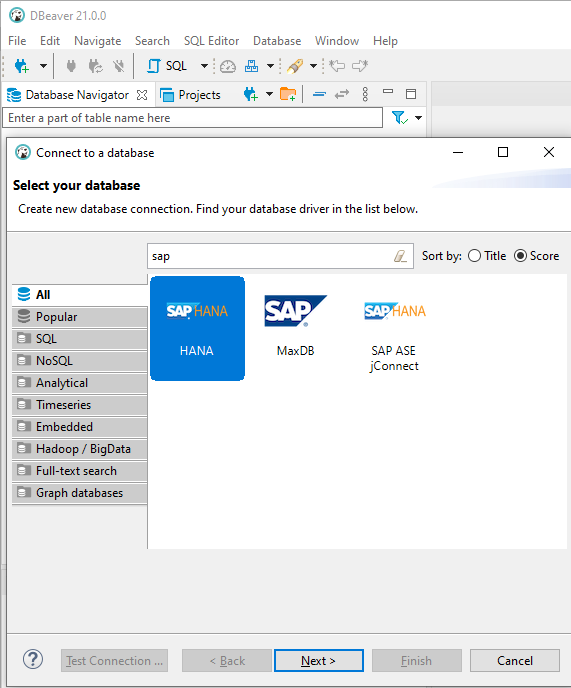 DBeaver 21.0.0
File Edit Navigate Search SQL Editor Database Window Help
SQL
Database Navigator Projects
Enter a part of table name here
Connect to a database
Select your database
Create new database connection. Find your database driver in the list below.
sap
Sort by: Title Score
All
Popular
SQL
NoSQL
Analytical
Timeseries
Embedded
Hadoop / BigData
Full-text search
Graph databases
SAP HANA
HANA
SAP
MaxDB
SAP HANA
SAP ASE
jConnect
? Test Connection ... < Back Next > Finish Cancel